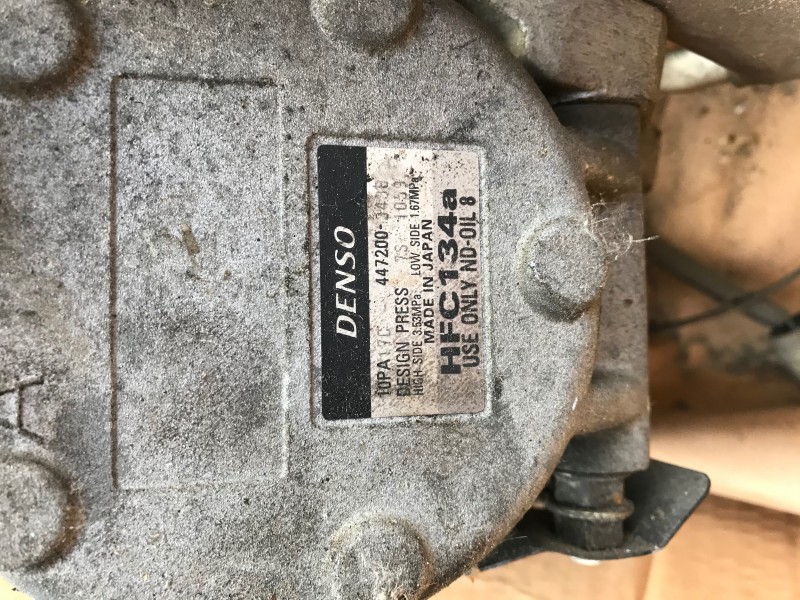 DENSO
10PA17C 447200-
DESIGN PRESS
HIGH-SIDE 3.53MPa. LOW SIDE 1.67MPa
MADE IN JAPAN
HFC134a
USE ONLY ND-OIL 8
A